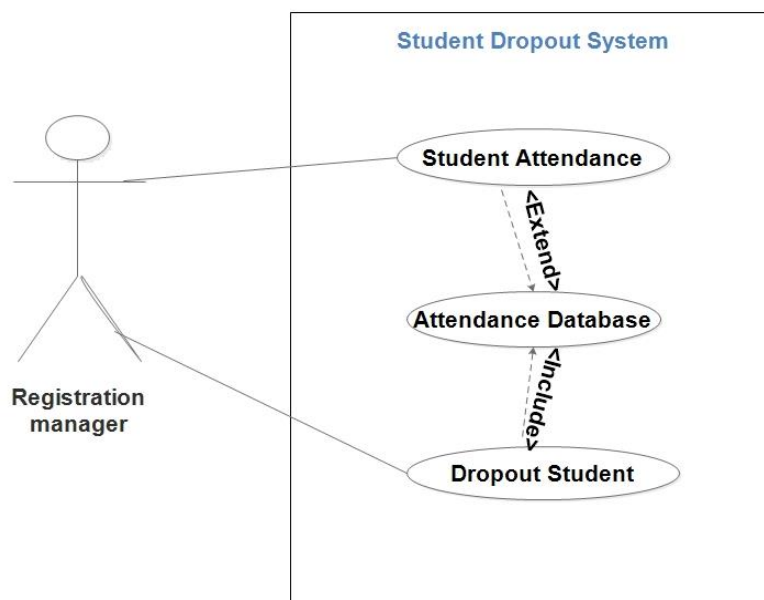 Student Dropout System
Student Attendance
<Extend>
Attendance Database
<Include>
Dropout Student
Registration
manager